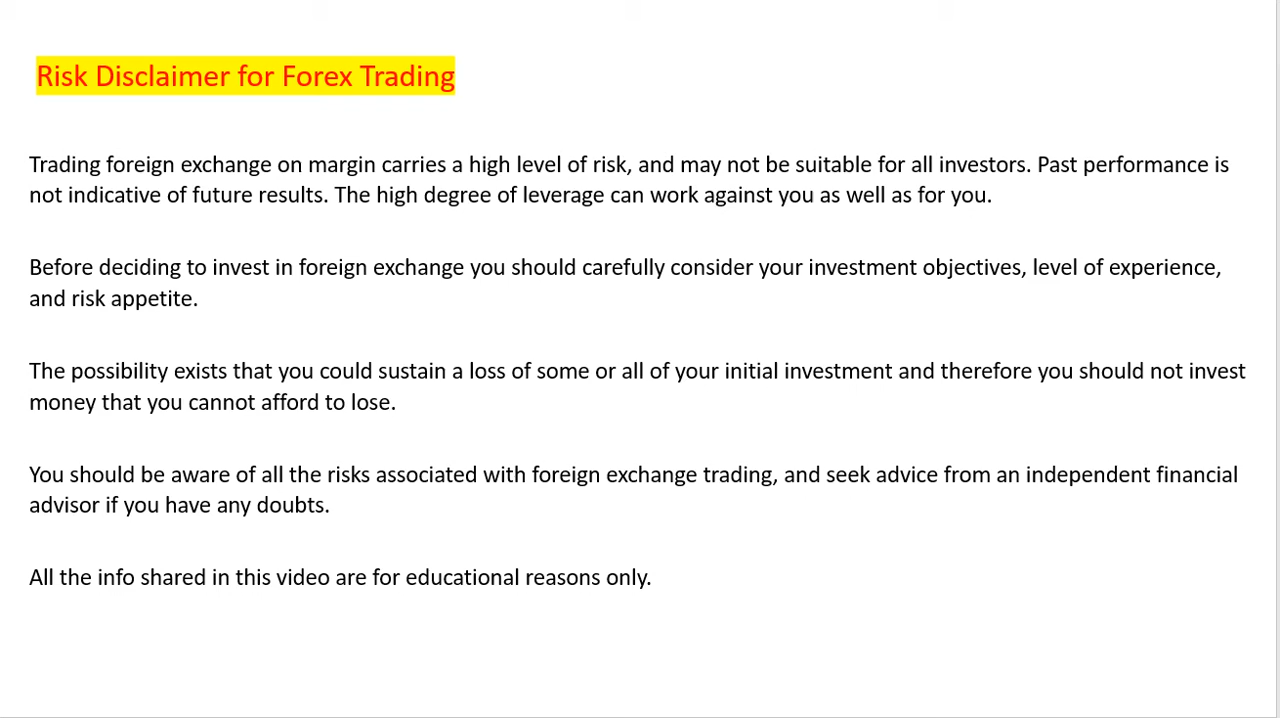 Risk Disclaimer for Forex Trading
Trading foreign exchange on margin carries a high level of risk, and may not be suitable for all investors. Past performance is
not indicative of future results. The high degree of leverage can work against you as well as for you.
Before deciding to invest in foreign exchange you should carefully consider your investment objectives, level of experience,
and risk appetite.
The possibility exists that you could sustain a loss of some or all of your initial investment and therefore you should not invest
money that you cannot afford to lose.
You should be aware of all the risks associated with foreign exchange trading, and seek advice from an independent financial
advisor if you have any doubts.
All the info shared in this video are for educational reasons only.